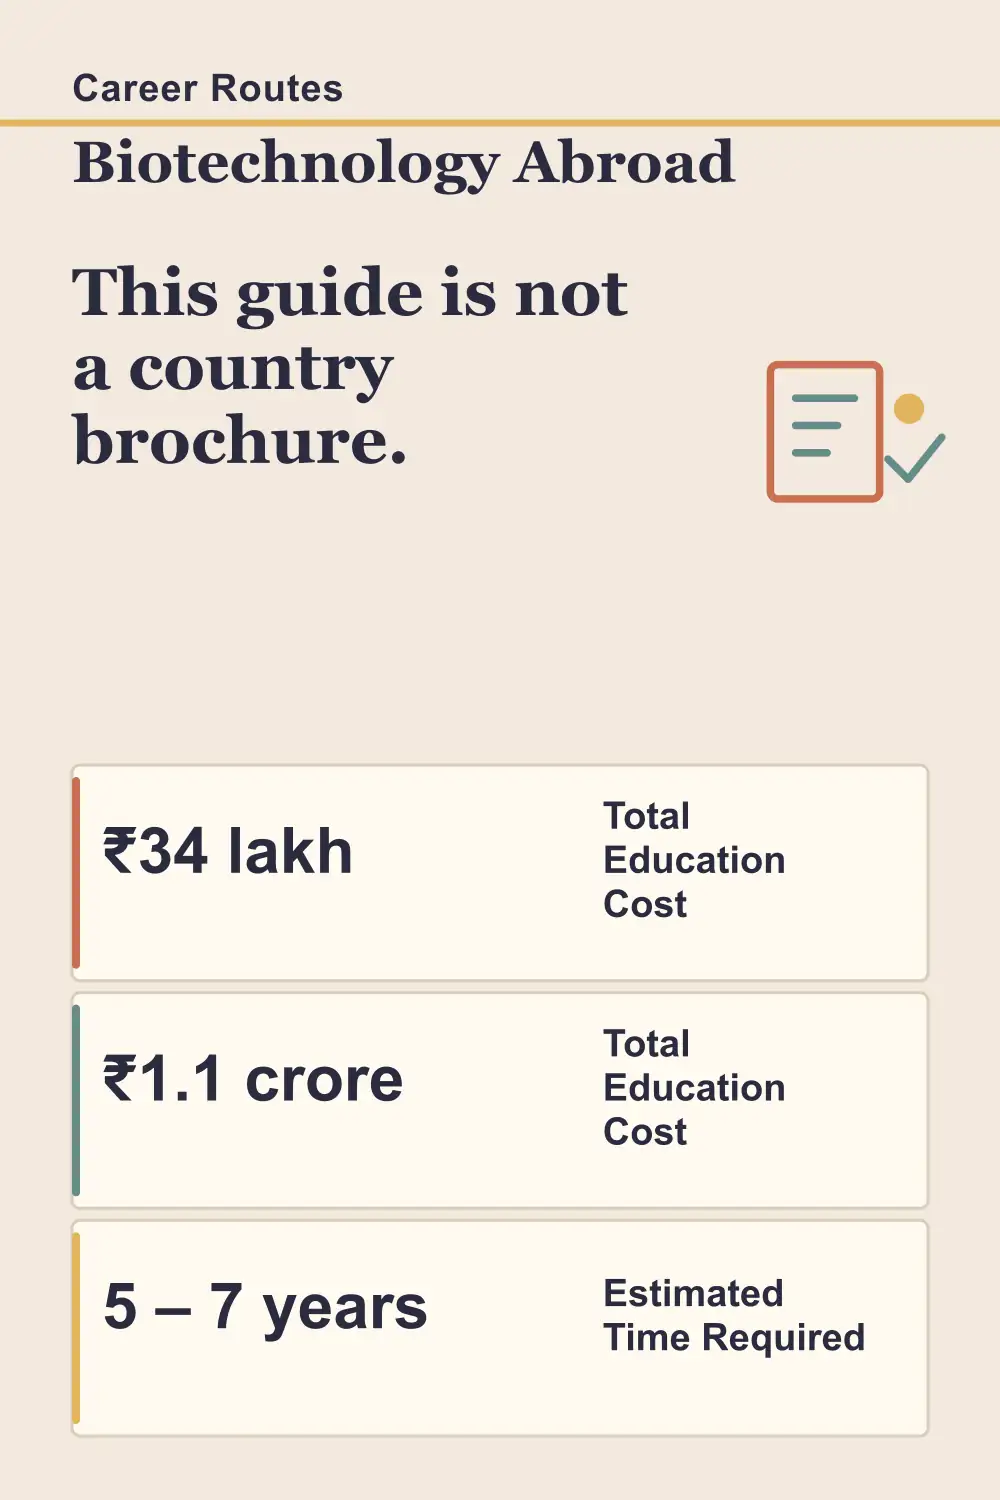 Career Routes
Biotechnology Abroad
This guide is not
a country
brochure.
₹34 lakh
Total
Education
Cost
₹1.1 crore
Total
Education
Cost
5 – 7 years
Estimated
Time Required